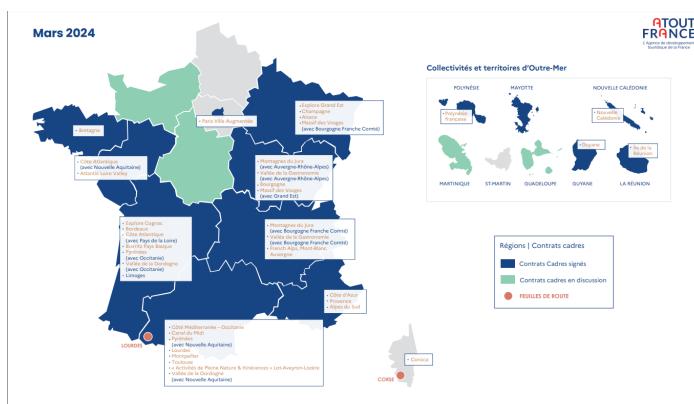 Mars 2024
ATOUT
FRANCE
L'Agence de développement
touristique de la France
Collectivités et territoires d'Outre-Mer
POLYNÉSIE
MAYOTTE
NOUVELLE CALÉDONIE
• Polynésie
française
• Nouvelle
Calédonie
• Guyane
• Ile de la
Réunion
MARTINIQUE
ST-MARTIN
GUADELOUPE
GUYANE
LA RÉUNION
• Explore Grand Est
• Champagne
• Alsace
• Massif des Vosges
(avec Bourgogne Franche Comté)
• Paris Ville Augmentée
• Bretagne
• Côte Atlantique
(avec Nouvelle Aquitaine)
• Atlantic Loire Valley
• Montagnes du Jura
(avec Auvergne-Rhône-Alpes)
• Vallée de la Gastronomie
(avec Auvergne-Rhône-Alpes)
• Bourgogne
• Massif des Vosges
(avec Grand Est)
• Explore Cognac
• Bordeaux
• Côte Atlantique
(avec Pays de la Loire)
• Biarritz Pays Basque
• Pyrénées
(avec Occitanie)
• Vallée de la Dordogne
(avec Occitanie)
• Limoges
• Montagnes du Jura
(avec Bourgogne Franche Comté)
• Vallée de la Gastronomie
(avec Bourgogne Franche Comté)
• French Alps, Mont-Blanc,
Auvergne
• Côte d'Azur
• Provence
• Alpes du Sud
• Côté Méditerranée – Occitanie
• Canal du Midi
• Pyrénées
(avec Nouvelle Aquitaine)
• Lourdes
• Montpellier
• Toulouse
• « Activités de Pleine Nature & Itinérances » Lot-Aveyron-Lozère
• Vallée de la Dordogne
(avec Nouvelle Aquitaine)
LOURDES
• Corsica
CORSE
Régions | Contrats cadres
Contrats Cadres signés
Contrats cadres en discussion
FEUILLES DE ROUTE